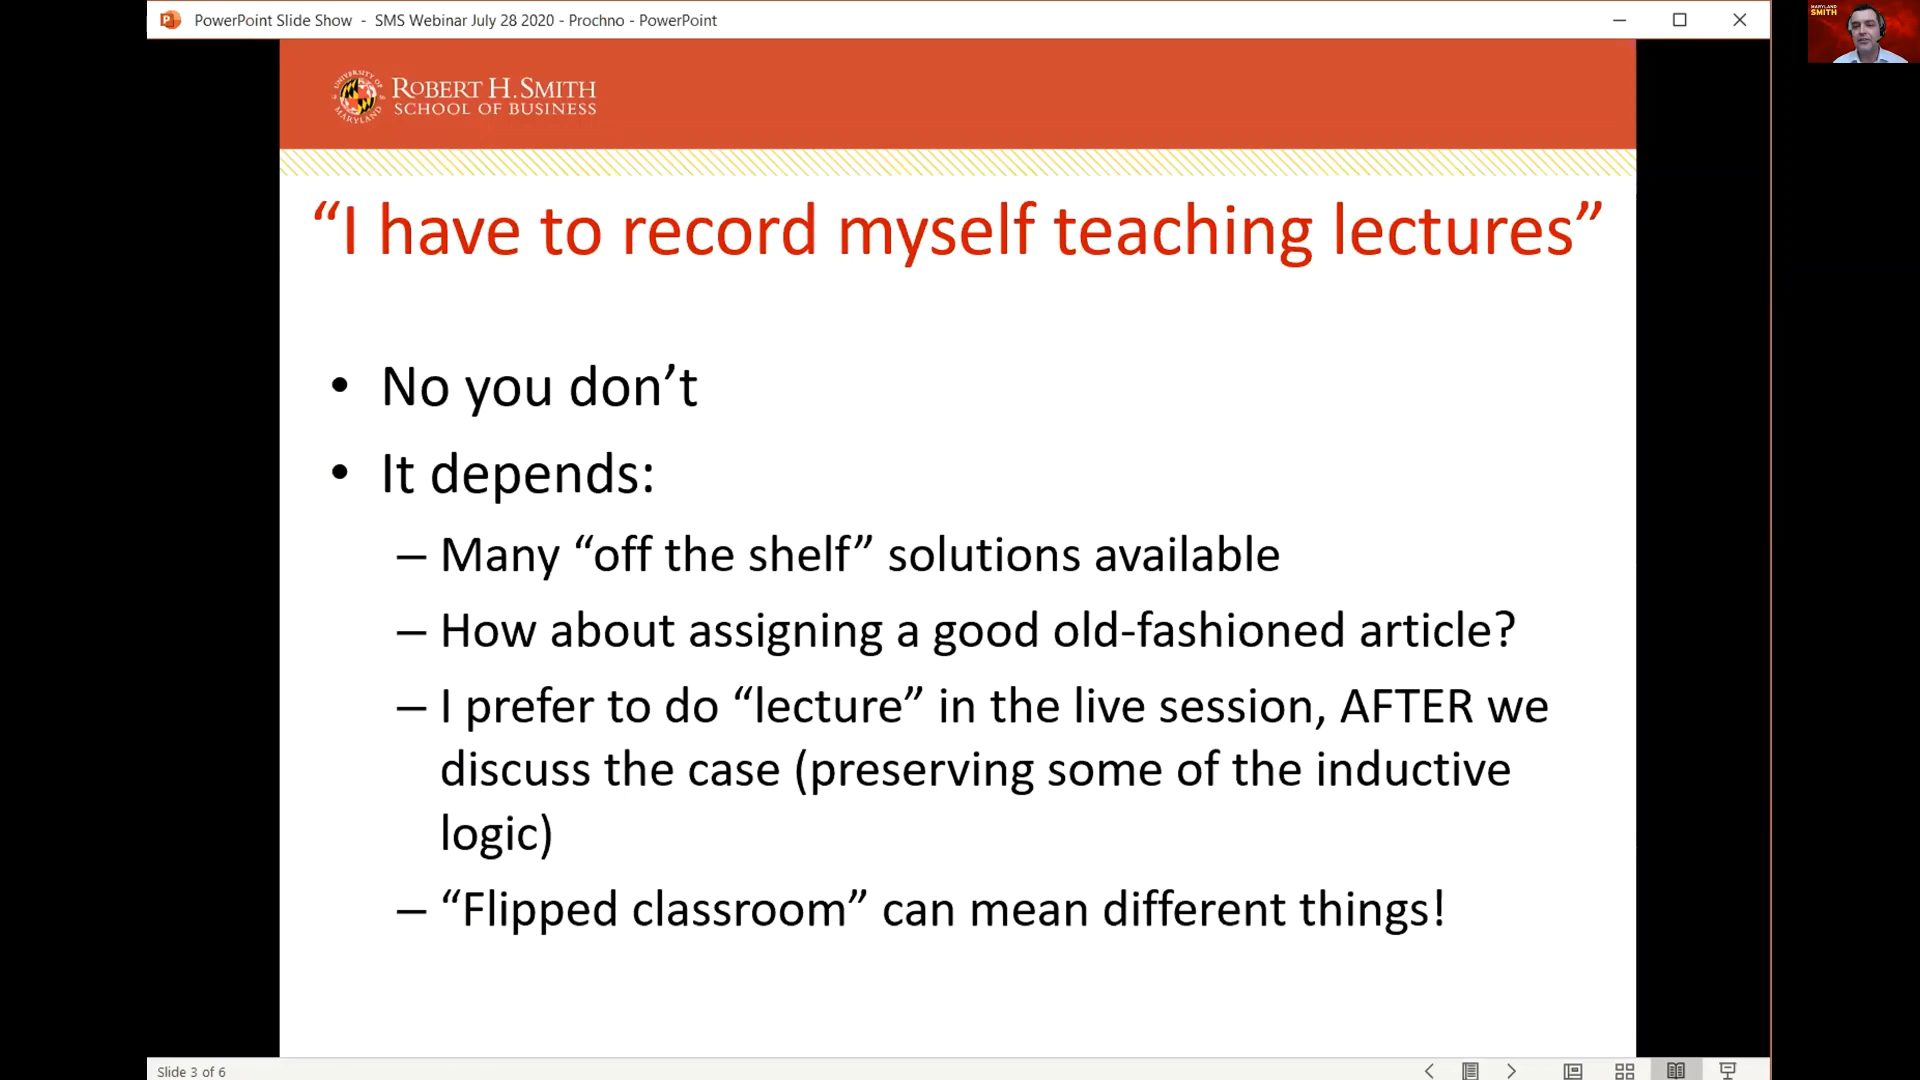 PowerPoint Slide Show - SMS Webinar July 28 2020 - Prochno - PowerPoint
MARYLAND
SMITH
UNIVERSITY OF
MARYLAND
ROBERT H. SMITH
SCHOOL OF BUSINESS
“I have to record myself teaching lectures”
• No you don’t
• It depends:
– Many “off the shelf” solutions available
– How about assigning a good old-fashioned article?
– I prefer to do “lecture” in the live session, AFTER we
discuss the case (preserving some of the inductive
logic)
– “Flipped classroom” can mean different things!
Slide 3 of 6